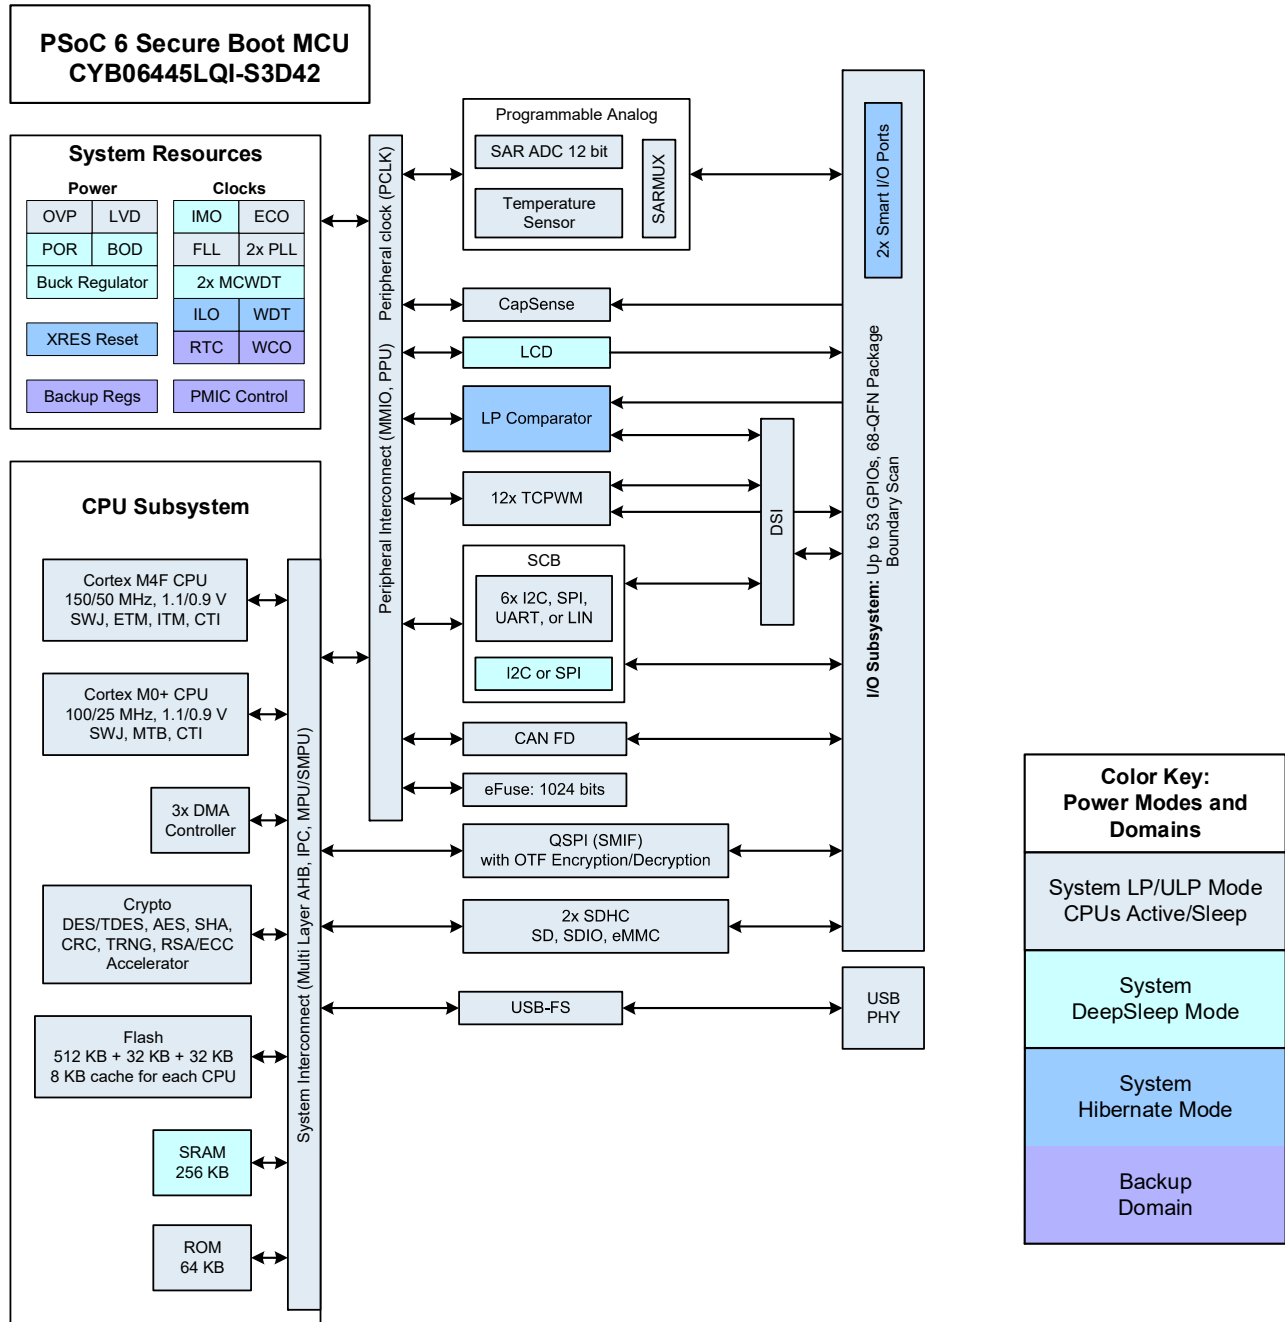 PSoC 6 Secure Boot MCU
CYB06445LQI-S3D42
System Resources
Power
Clocks
OVP
LVD
POR
BOD
Buck Regulator
XRES Reset
Backup Regs
IMO
ECO
FLL
2x PLL
2x MCWDT
ILO
WDT
RTC
WCO
PMIC Control
CPU Subsystem
Cortex M4F CPU
150/50 MHz, 1.1/0.9 V
SWJ, ETM, ITM, CTI
Cortex M0+ CPU
100/25 MHz, 1.1/0.9 V
SWJ, MTB, CTI
3x DMA
Controller
Crypto
DES/TDES, AES, SHA,
CRC, TRNG, RSA/ECC
Accelerator
Flash
512 KB + 32 KB + 32 KB
8 KB cache for each CPU
SRAM
256 KB
ROM
64 KB
System Interconnect (Multi Layer AHB, IPC, MPU/SMPU)
Peripheral Interconnect (MMIO, PPU)
Peripheral clock (PCLK)
Programmable Analog
SAR ADC 12 bit
Temperature
Sensor
SARMUX
CapSense
LCD
LP Comparator
12x TCPWM
SCB
6x I2C, SPI,
UART, or LIN
I2C or SPI
CAN FD
eFuse: 1024 bits
QSPI (SMIF)
with OTF Encryption/Decryption
2x SDHC
SD, SDIO, eMMC
USB-FS
DSI
2x Smart I/O Ports
I/O Subsystem: Up to 53 GPIOs, 68-QFN Package
Boundary Scan
USB
PHY
Color Key:
Power Modes and
Domains
System LP/ULP Mode
CPUs Active/Sleep
System
DeepSleep Mode
System
Hibernate Mode
Backup
Domain